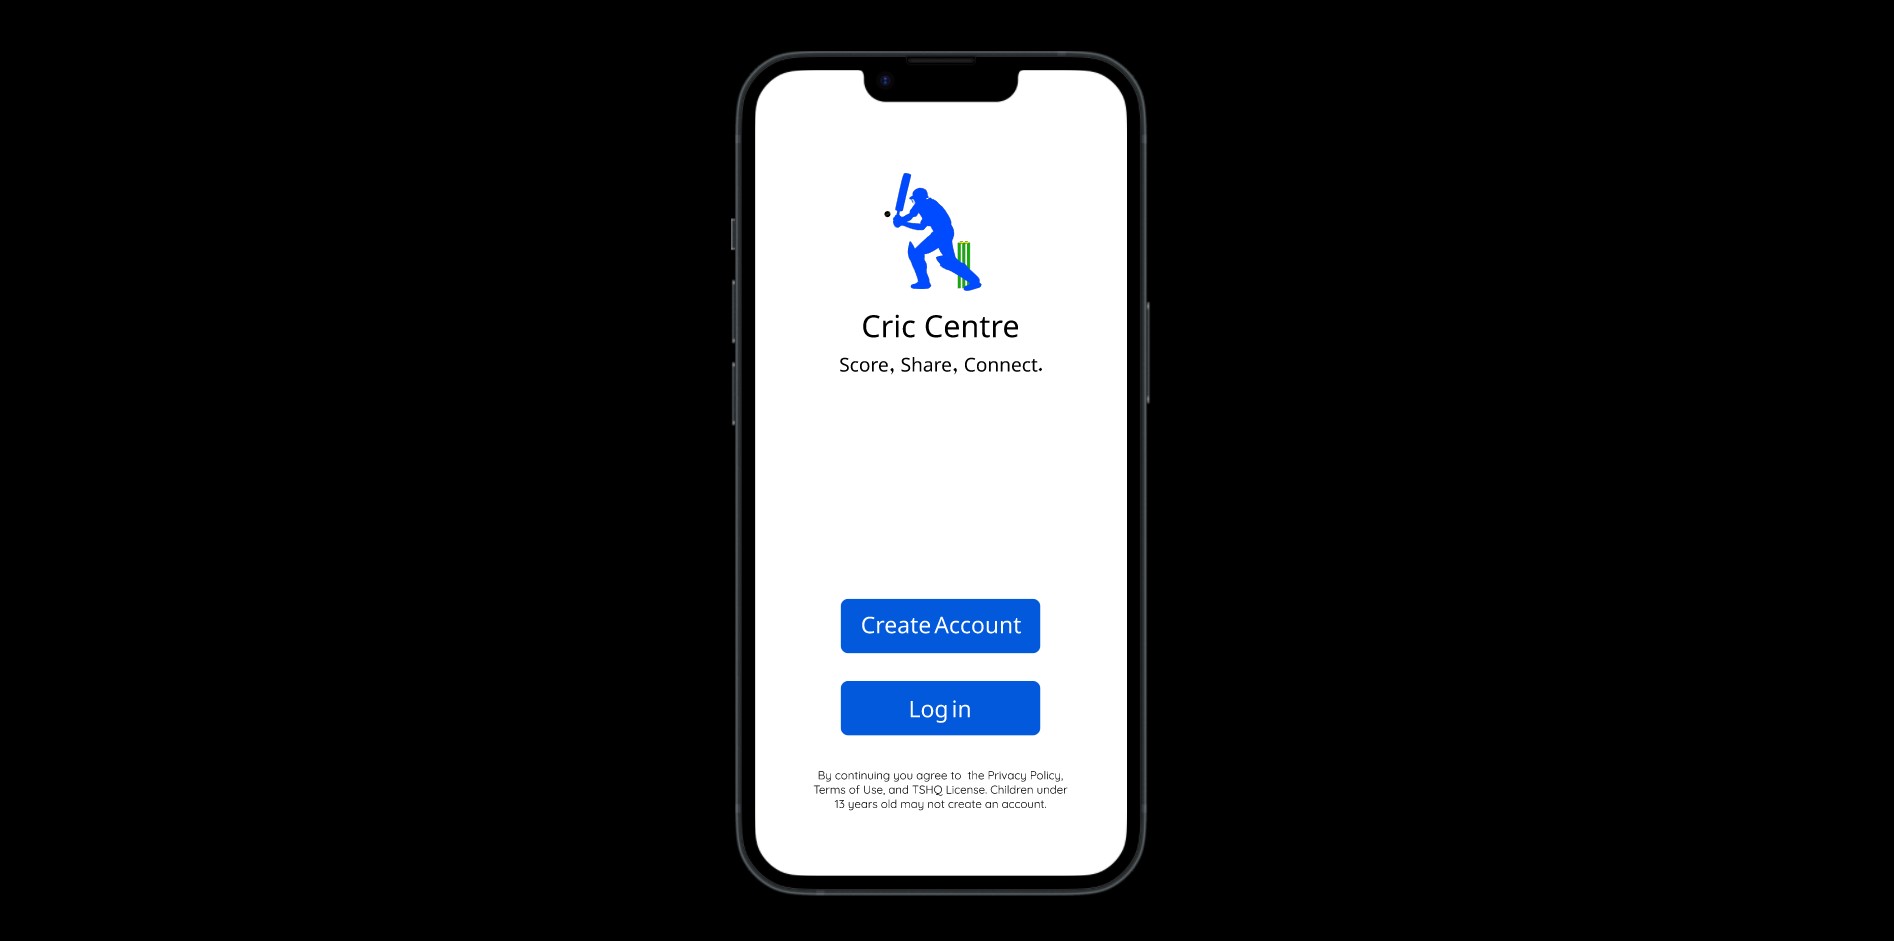 Cric Centre
Score, Share, Connect.
Create Account
Log in
By continuing you agree to  the Privacy Policy,
Terms of Use, and TSHQ License. Children under
13 years old may not create an account.